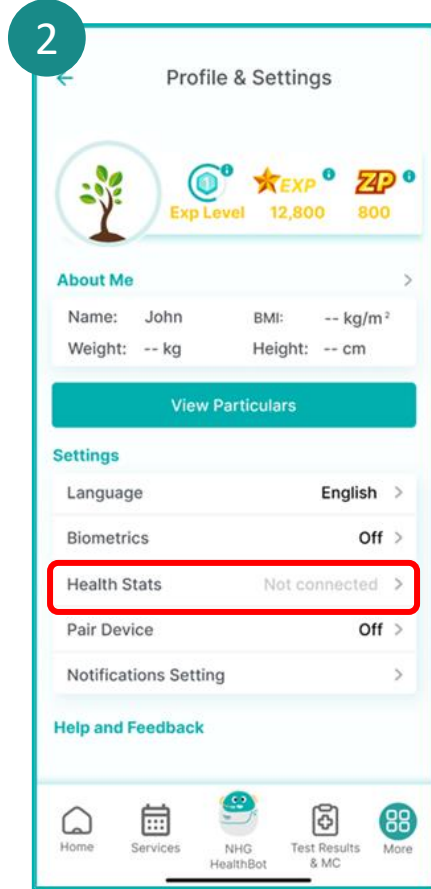 2
Profile & Settings
EXP ZP
Exp Level 12,800 800
About Me
Name: John BMI: -- kg/m²
Weight: -- kg Height: -- cm
View Particulars
Settings
Language English
Biometrics Off
Health Stats Not connected
Pair Device Off
Notifications Setting
Help and Feedback
Home Services NHG HealthBot Test Results & MC More